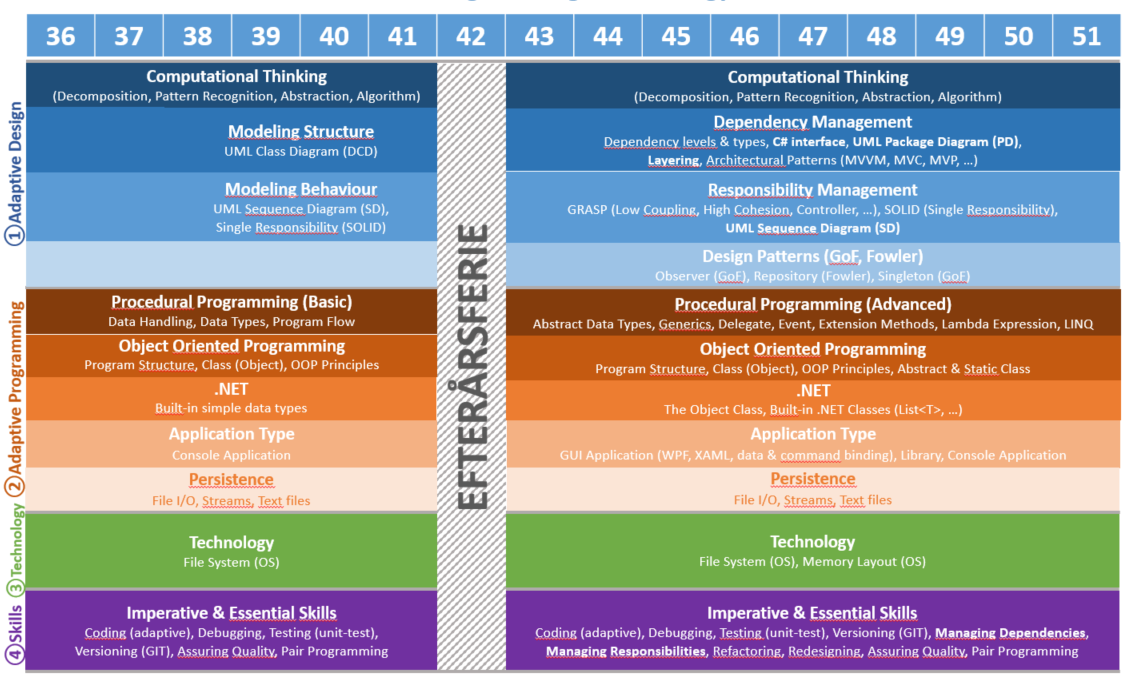 36 37 38 39 40 41 42 43 44 45 46 47 48 49 50 51
①Adaptive Design
Computational Thinking
(Decomposition, Pattern Recognition, Abstraction, Algorithm)
Modeling Structure
UML Class Diagram (DCD)
Modeling Behaviour
UML Sequence Diagram (SD),
Single Responsibility (SOLID)
②Adaptive Programming
Procedural Programming (Basic)
Data Handling, Data Types, Program Flow
Object Oriented Programming
Program Structure, Class (Object), OOP Principles
.NET
Built-in simple data types
Application Type
Console Application
Persistence
File I/O, Streams, Text files
③Technology
Technology
File System (OS)
④Skills
Imperative & Essential Skills
Coding (adaptive), Debugging, Testing (unit-test),
Versioning (GIT), Assuring Quality, Pair Programming
EFTERÅRSFERIE
Computational Thinking
(Decomposition, Pattern Recognition, Abstraction, Algorithm)
Dependency Management
Dependency levels & types, C# interface, UML Package Diagram (PD),
Layering, Architectural Patterns (MVVM, MVC, MVP, …)
Responsibility Management
GRASP (Low Coupling, High Cohesion, Controller, …), SOLID (Single Responsibility),
UML Sequence Diagram (SD)
Design Patterns (GoF, Fowler)
Observer (GoF), Repository (Fowler), Singleton (GoF)
Procedural Programming (Advanced)
Abstract Data Types, Generics, Delegate, Event, Extension Methods, Lambda Expression, LINQ
Object Oriented Programming
Program Structure, Class (Object), OOP Principles, Abstract & Static Class
.NET
The Object Class, Built-in .NET Classes (List<T>, …)
Application Type
GUI Application (WPF, XAML, data & command binding), Library, Console Application
Persistence
File I/O, Streams, Text files
Technology
File System (OS), Memory Layout (OS)
Imperative & Essential Skills
Coding (adaptive), Debugging, Testing (unit-test), Versioning (GIT), Managing Dependencies,
Managing Responsibilities, Refactoring, Redesigning, Assuring Quality, Pair Programming